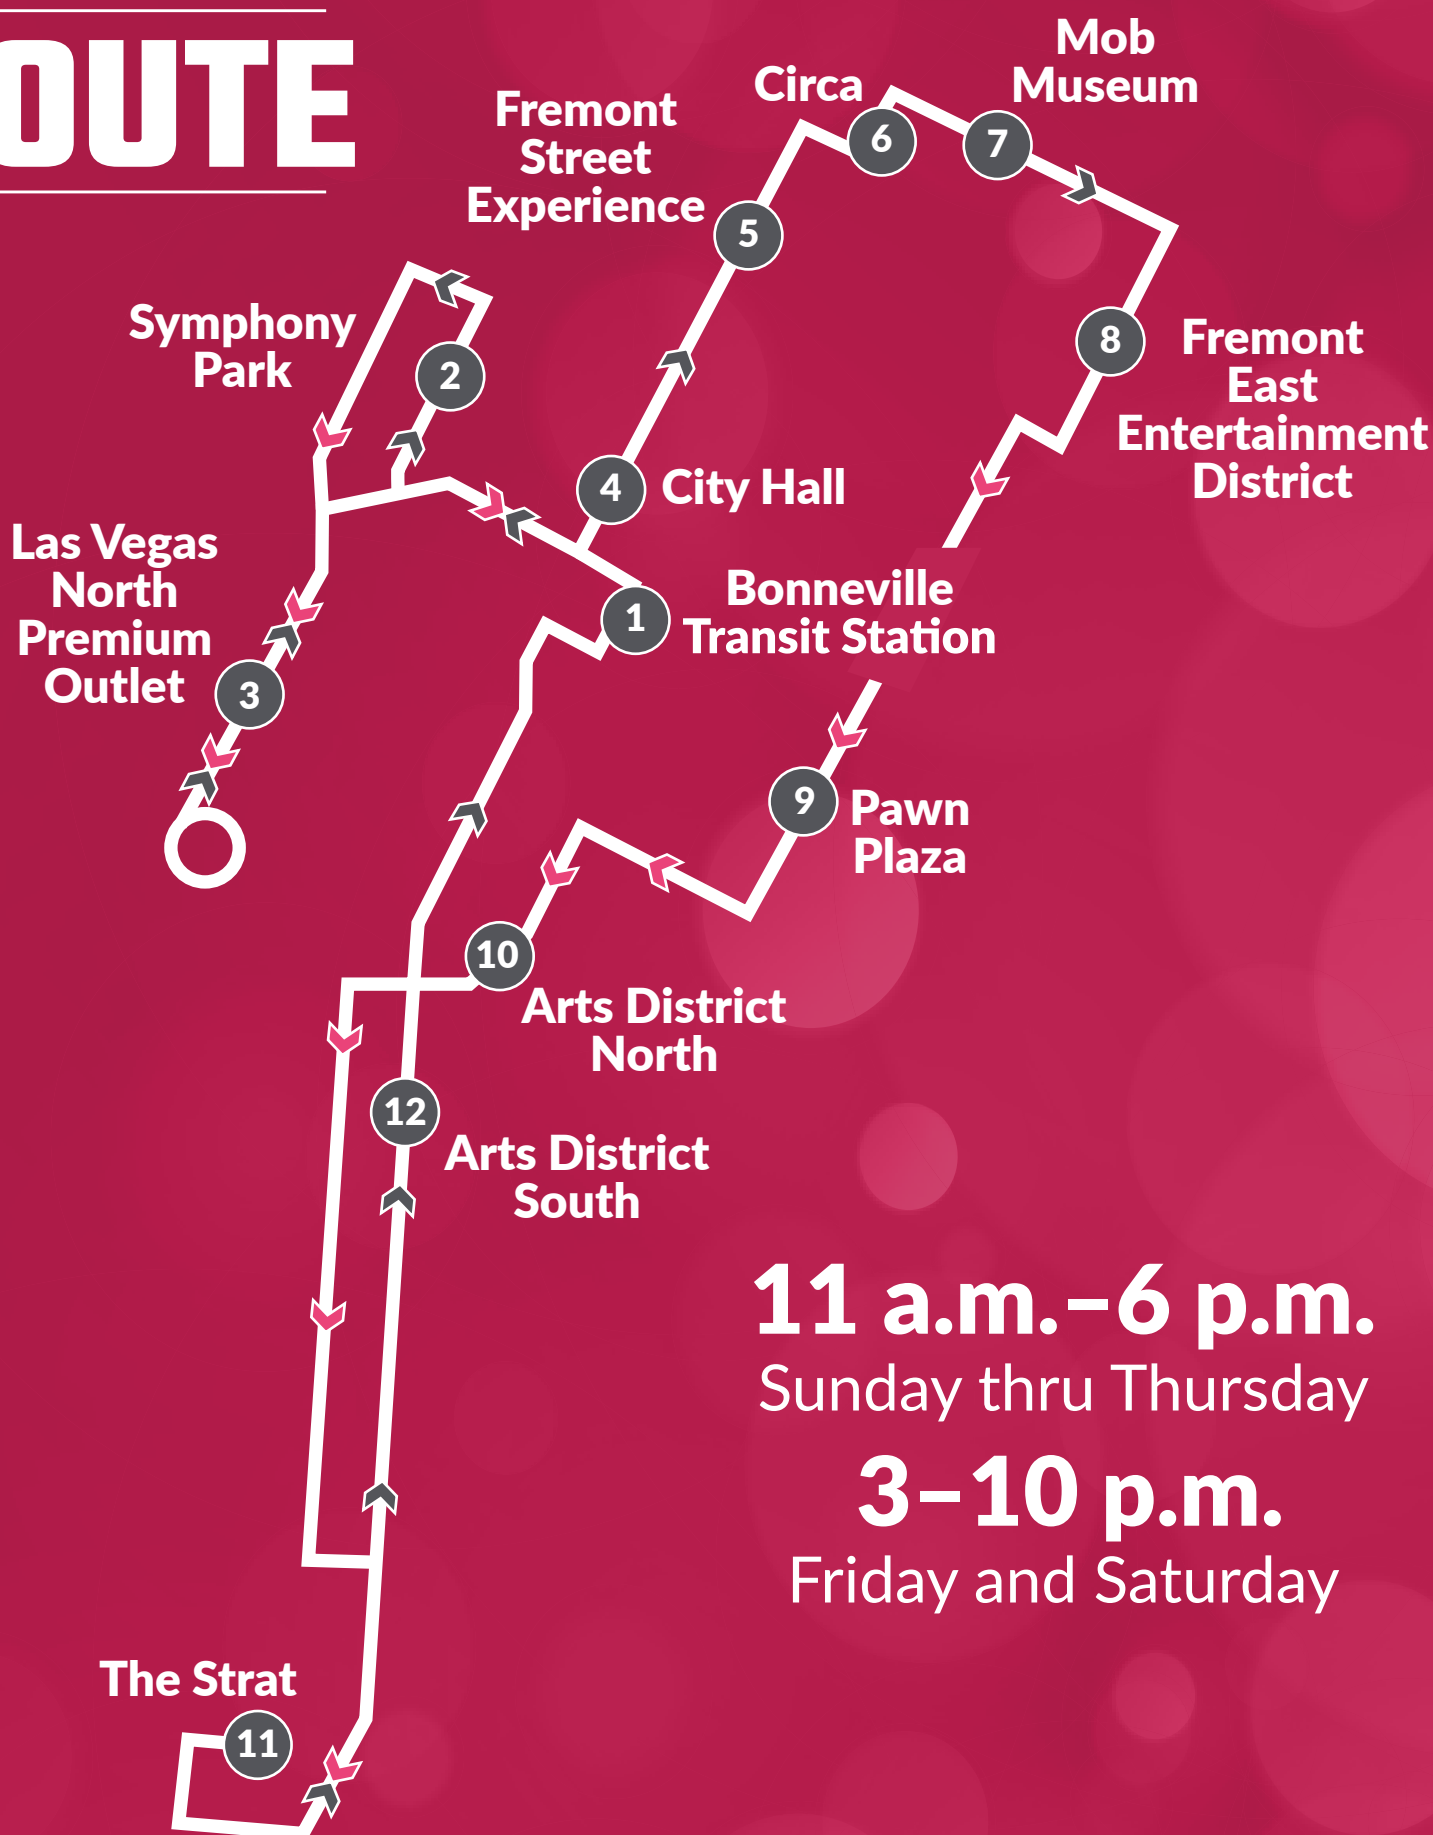 OUTE
Mob
Museum
7
Circa
6
Fremont
Street
Experience
5
Symphony
Park
2
8
Fremont
East
Entertainment
District
4
City Hall
Las Vegas
North
Premium
Outlet
3
1
Bonneville
Transit Station
9
Pawn
Plaza
10
Arts District
North
12
Arts District
South
11 a.m.–6 p.m.
Sunday thru Thursday
3–10 p.m.
Friday and Saturday
The Strat
11